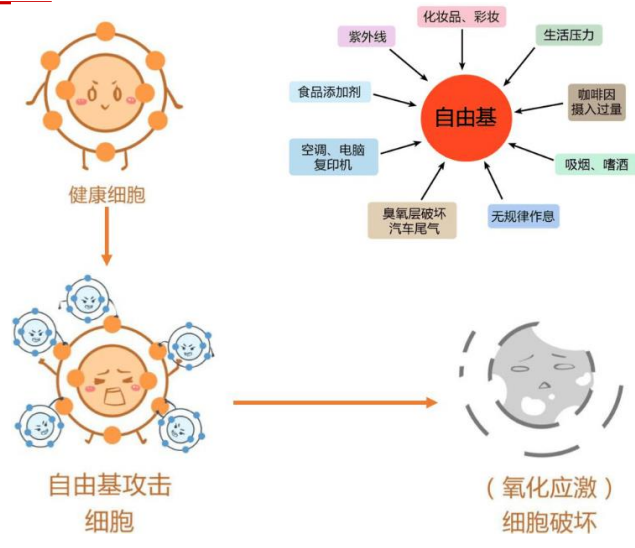 化妆品、彩妆
紫外线
生活压力
食品添加剂
自由基
咖啡因
摄入过量
空调、电脑
复印机
吸烟、嗜酒
臭氧层破坏
汽车尾气
无规律作息
健康细胞
自由基攻击
细胞
（氧化应激）
细胞破坏